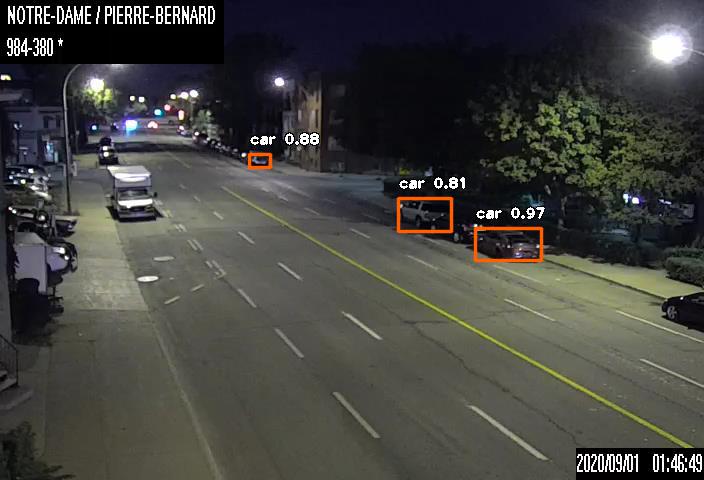 NOTRE-DAME / PIERRE-BERNARD
984-380 *
car 0.88
car 0.81
car 0.97
2020/09/01 01:46:49